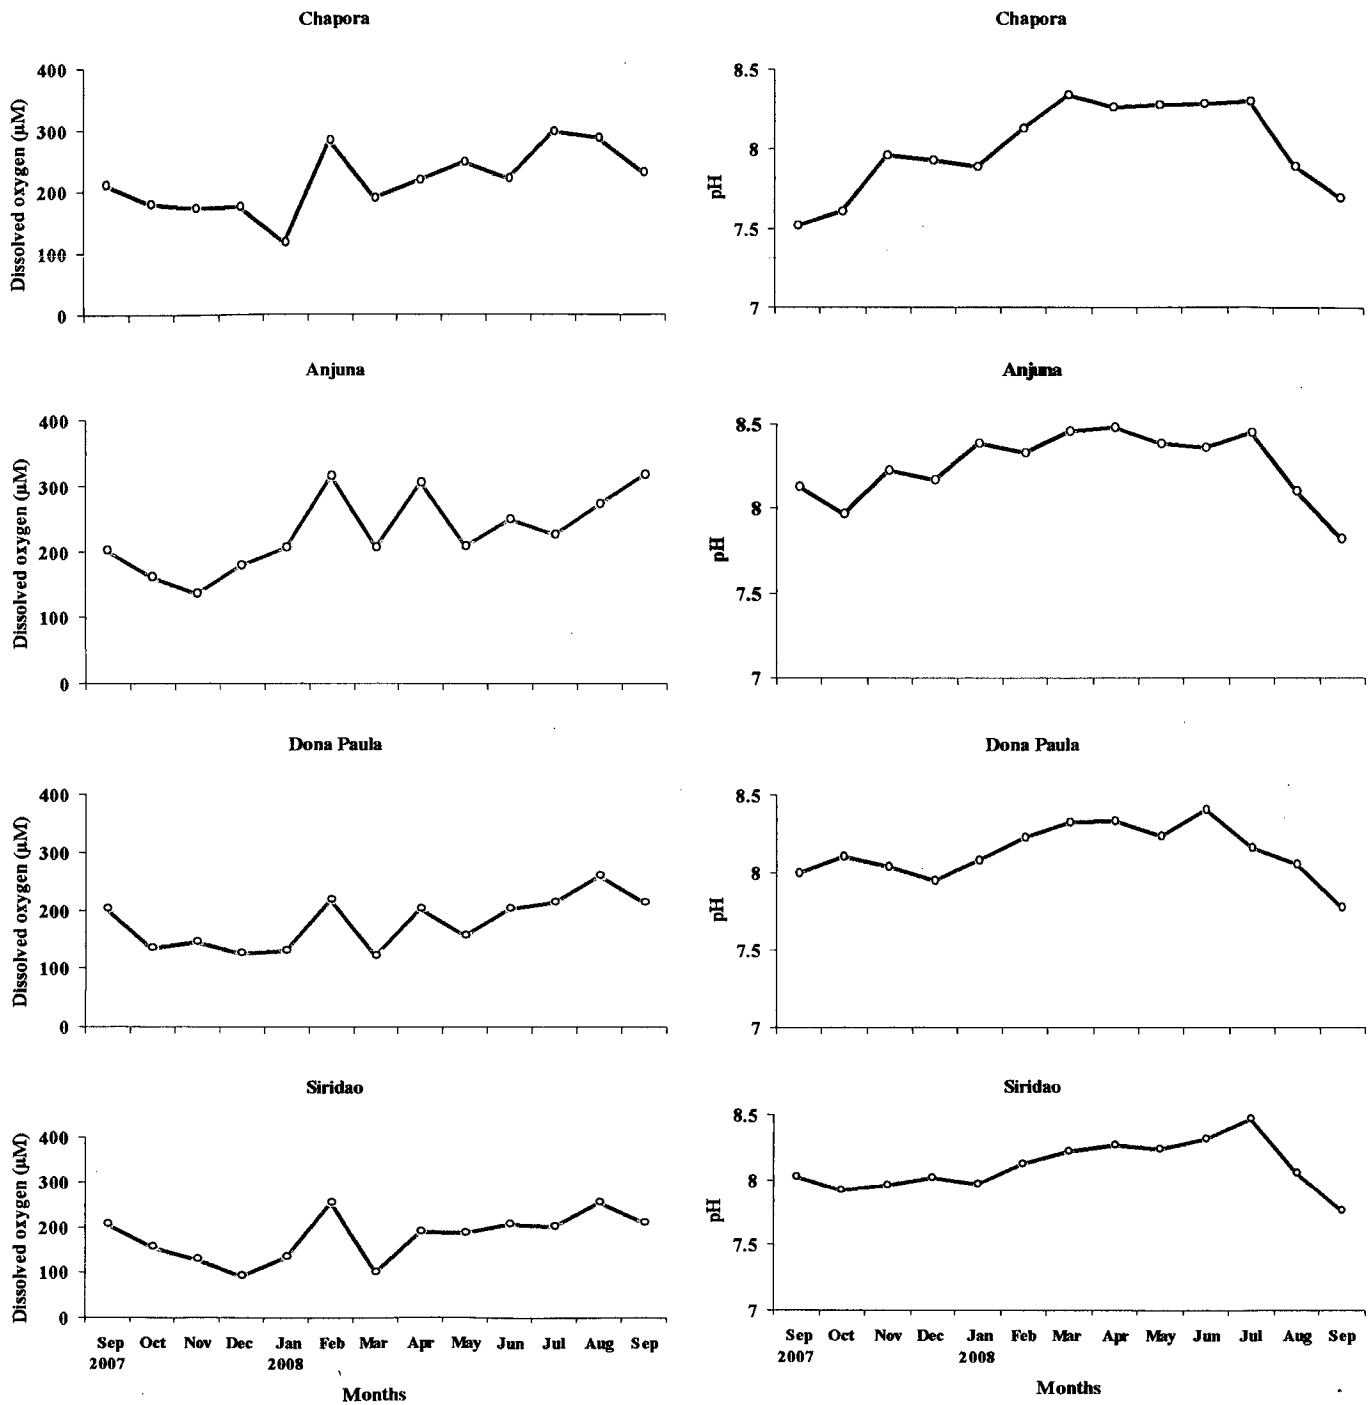 Chapora
400
300
200
100
0
Dissolved oxygen (µM)
Chapora
8.5
8
7.5
7
pH
Anjuna
400
300
200
100
0
Dissolved oxygen (µM)
Anjuna
8.5
8
7.5
7
pH
Dona Paula
400
300
200
100
0
Dissolved oxygen (µM)
Dona Paula
8.5
8
7.5
7
pH
Siridao
400
300
200
100
0
Dissolved oxygen (µM)
Sep Oct Nov Dec Jan Feb Mar Apr May Jun Jul Aug Sep
2007 2008
Months
Siridao
8.5
8
7.5
7
pH
Sep Oct Nov Dec Jan Feb Mar Apr May Jun Jul Aug Sep
2007 2008
Months